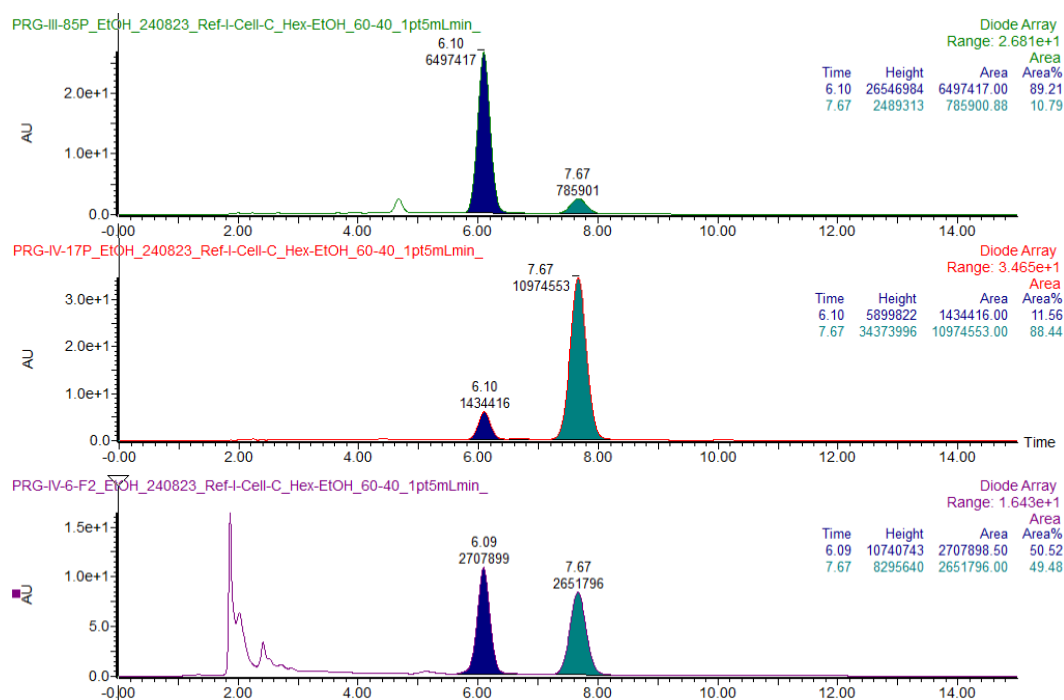 PRG-III-85P_EtOH_240823_Ref-I-Cell-C_Hex-EtOH_60-40_1pt5mLmin_
Diode Array
Range: 2.681e+1
Area
Time Height Area Area%
6.10 26546984 6497417.00 89.21
7.67 2489313 785900.88 10.79
6.10
6497417
7.67
785901
AU
2.0e+1
1.0e+1
0.0
-0.00 2.00 4.00 6.00 8.00 10.00 12.00 14.00
PRG-IV-17P_EtOH_240823_Ref-I-Cell-C_Hex-EtOH_60-40_1pt5mLmin_
Diode Array
Range: 3.465e+1
Area
Time Height Area Area%
6.10 5899822 1434416.00 11.56
7.67 34373996 10974553.00 88.44
7.67
10974553
6.10
1434416
AU
3.0e+1
2.0e+1
1.0e+1
0.0
Time
-0.00 2.00 4.00 6.00 8.00 10.00 12.00 14.00
PRG-IV-6-F2_EtOH_240823_Ref-I-Cell-C_Hex-EtOH_60-40_1pt5mLmin_
Diode Array
Range: 1.643e+1
Area
Time Height Area Area%
6.09 10740743 2707898.50 50.52
7.67 8295640 2651796.00 49.48
6.09
2707899
7.67
2651796
AU
1.5e+1
1.0e+1
5.0
0.0
-0.00 2.00 4.00 6.00 8.00 10.00 12.00 14.00